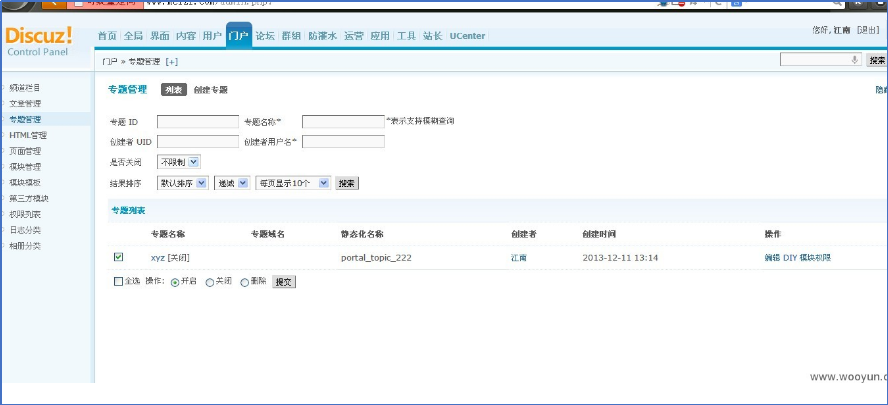 Discuz!
Control Panel
首页 全局 界面 内容 用户 门户 论坛 群组 防灌水 运营 应用 工具 站长 UCenter
您好, 江南 [退出]
门户 » 专题管理 [+]
搜索
频道栏目
文章管理
专题管理
HTML管理
页面管理
模块管理
模块模板
第三方模块
权限列表
日志分类
相册分类
专题管理 列表 创建专题
专题 ID 专题名称* *表示支持模糊查询
创建者 UID 创建者用户名*
是否关闭 不限制
结果排序 默认排序 递减 每页显示10个 搜索
专题列表
专题名称 专题域名 静态化名称 创建者 创建时间 操作
xyz [关闭] portal_topic_222 江南 2013-12-11 13:14 编辑 DIY 模块权限
全选 操作: 开启 关闭 删除 提交
www.wooyun.o